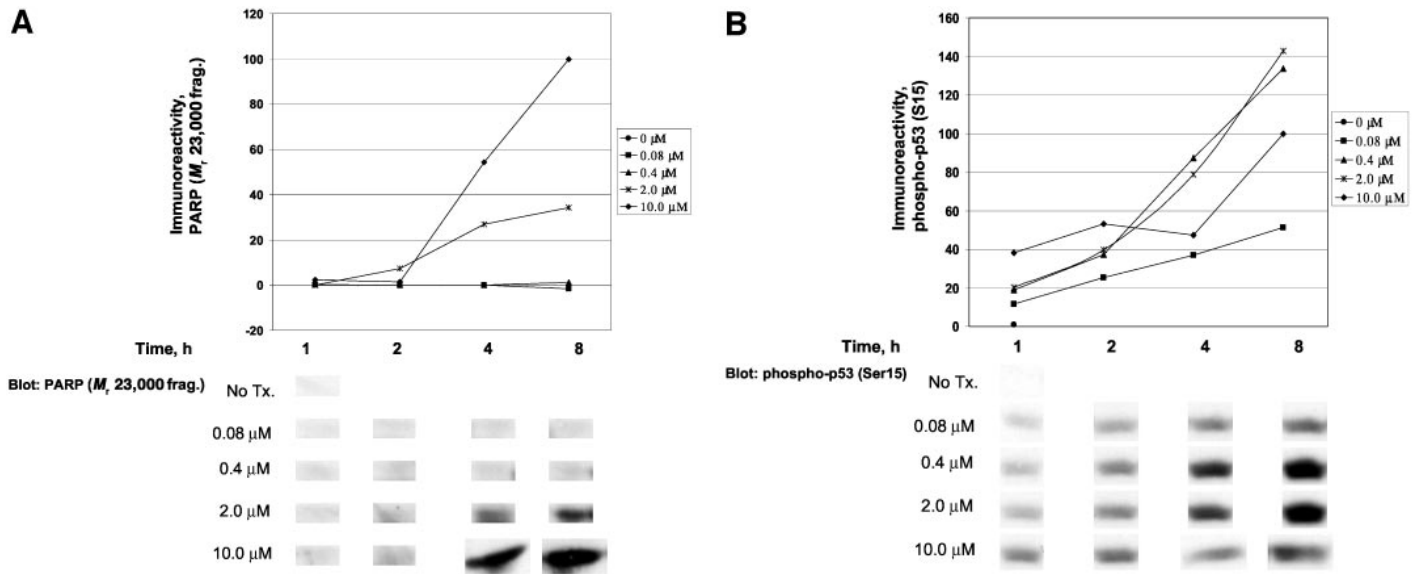 A
Immunoreactivity,
PARP (Mr 23,000 frag.)
120
100
80
60
40
20
0
-20
0 µM
0.08 µM
0.4 µM
2.0 µM
10.0 µM
Time, h 1 2 4 8
Blot: PARP (Mr 23,000 frag.)
No Tx.
0.08 µM
0.4 µM
2.0 µM
10.0 µM
B
Immunoreactivity,
phospho-p53 (S15)
160
140
120
100
80
60
40
20
0
0 µM
0.08 µM
0.4 µM
2.0 µM
10.0 µM
Time, h 1 2 4 8
Blot: phospho-p53 (Ser15)
No Tx.
0.08 µM
0.4 µM
2.0 µM
10.0 µM